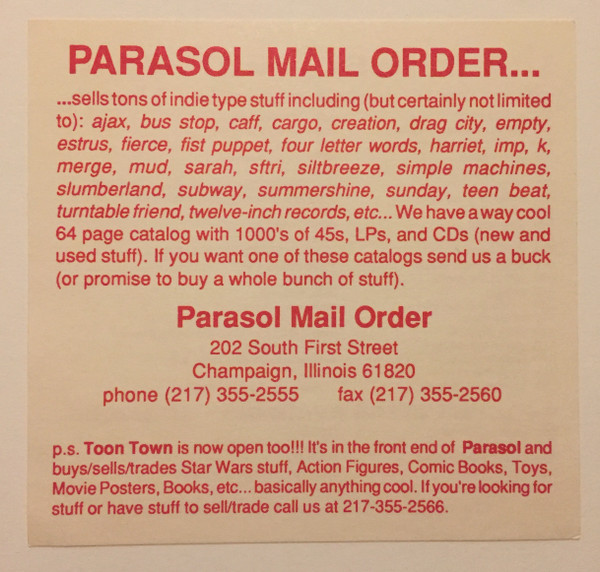 PARASOL MAIL ORDER...
...sells tons of indie type stuff including (but certainly not limited
to): ajax, bus stop, caff, cargo, creation, drag city, empty,
estrus, fierce, fist puppet, four letter words, harriet, imp, k,
merge, mud, sarah, sftri, siltbreeze, simple machines,
slumberland, subway, summershine, sunday, teen beat,
turntable friend, twelve-inch records, etc... We have a way cool
64 page catalog with 1000's of 45s, LPs, and CDs (new and
used stuff). If you want one of these catalogs send us a buck
(or promise to buy a whole bunch of stuff).
Parasol Mail Order
202 South First Street
Champaign, Illinois 61820
phone (217) 355-2555 fax (217) 355-2560
p.s. Toon Town is now open too!!! It's in the front end of Parasol and
buys/sells/trades Star Wars stuff, Action Figures, Comic Books, Toys,
Movie Posters, Books, etc... basically anything cool. If you're looking for
stuff or have stuff to sell/trade call us at 217-355-2566.